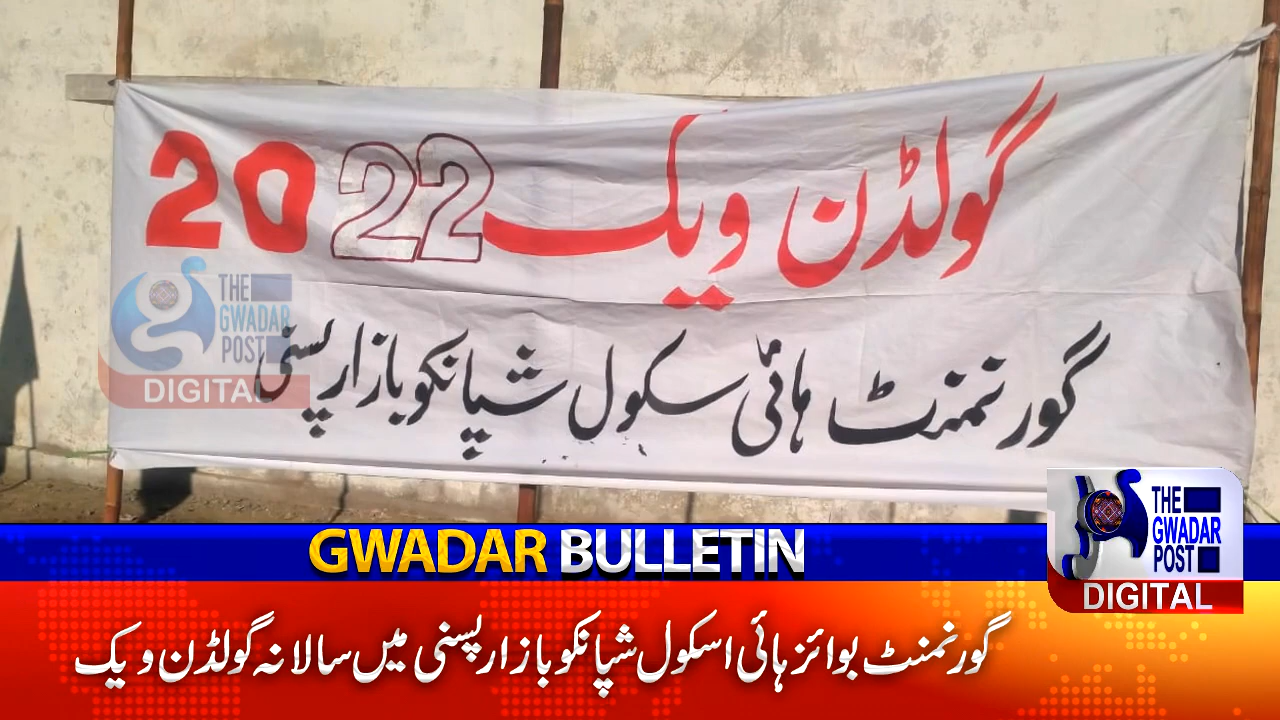 گولڈن ویک 2022
گورنمنٹ ہائی سکول شپانکو بازار پسنی
THE
GWADAR
POST
DIGITAL
GWADAR BULLETIN
THE
GWADAR
POST
DIGITAL
گورنمنٹ بوائز ہائی اسکول شپانکو بازار پسنی میں سالانہ گولڈن ویک